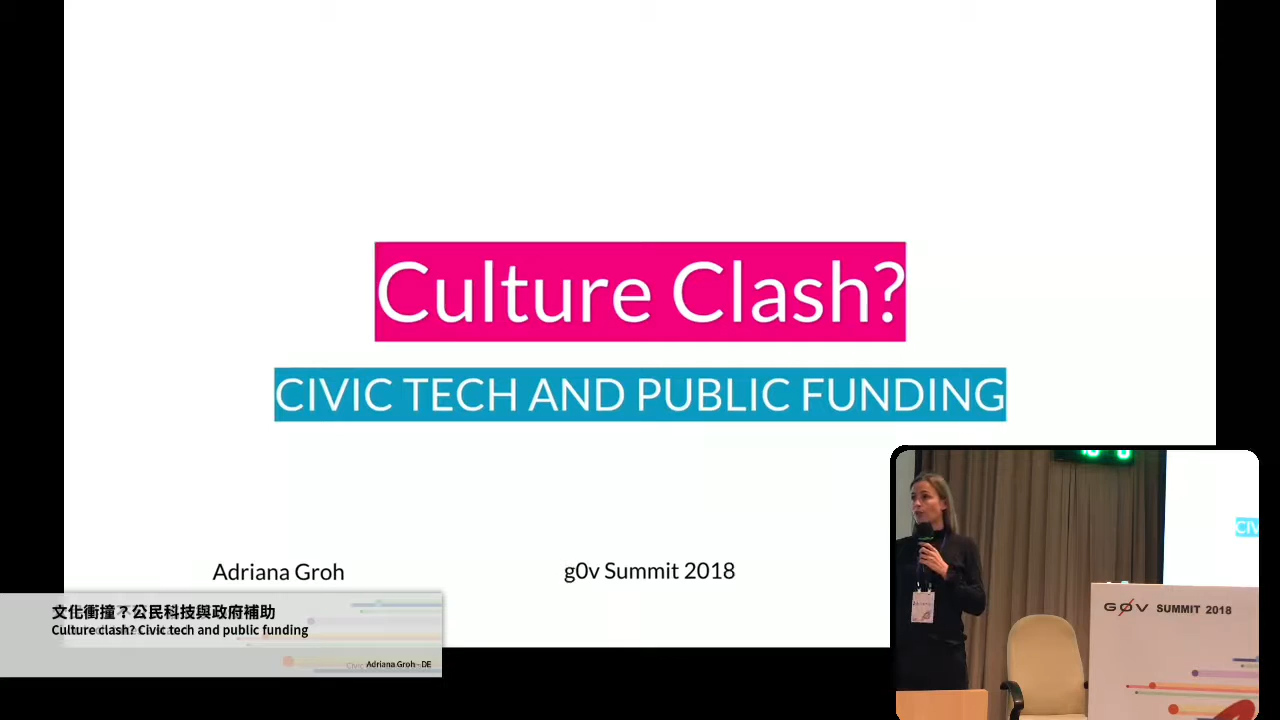 Culture Clash?
CIVIC TECH AND PUBLIC FUNDING
Adriana Groh
g0v Summit 2018
文化衝撞？公民科技與政府補助
Culture clash? Civic tech and public funding
Adriana Groh - DE
CIV
GØV SUMMIT 2018